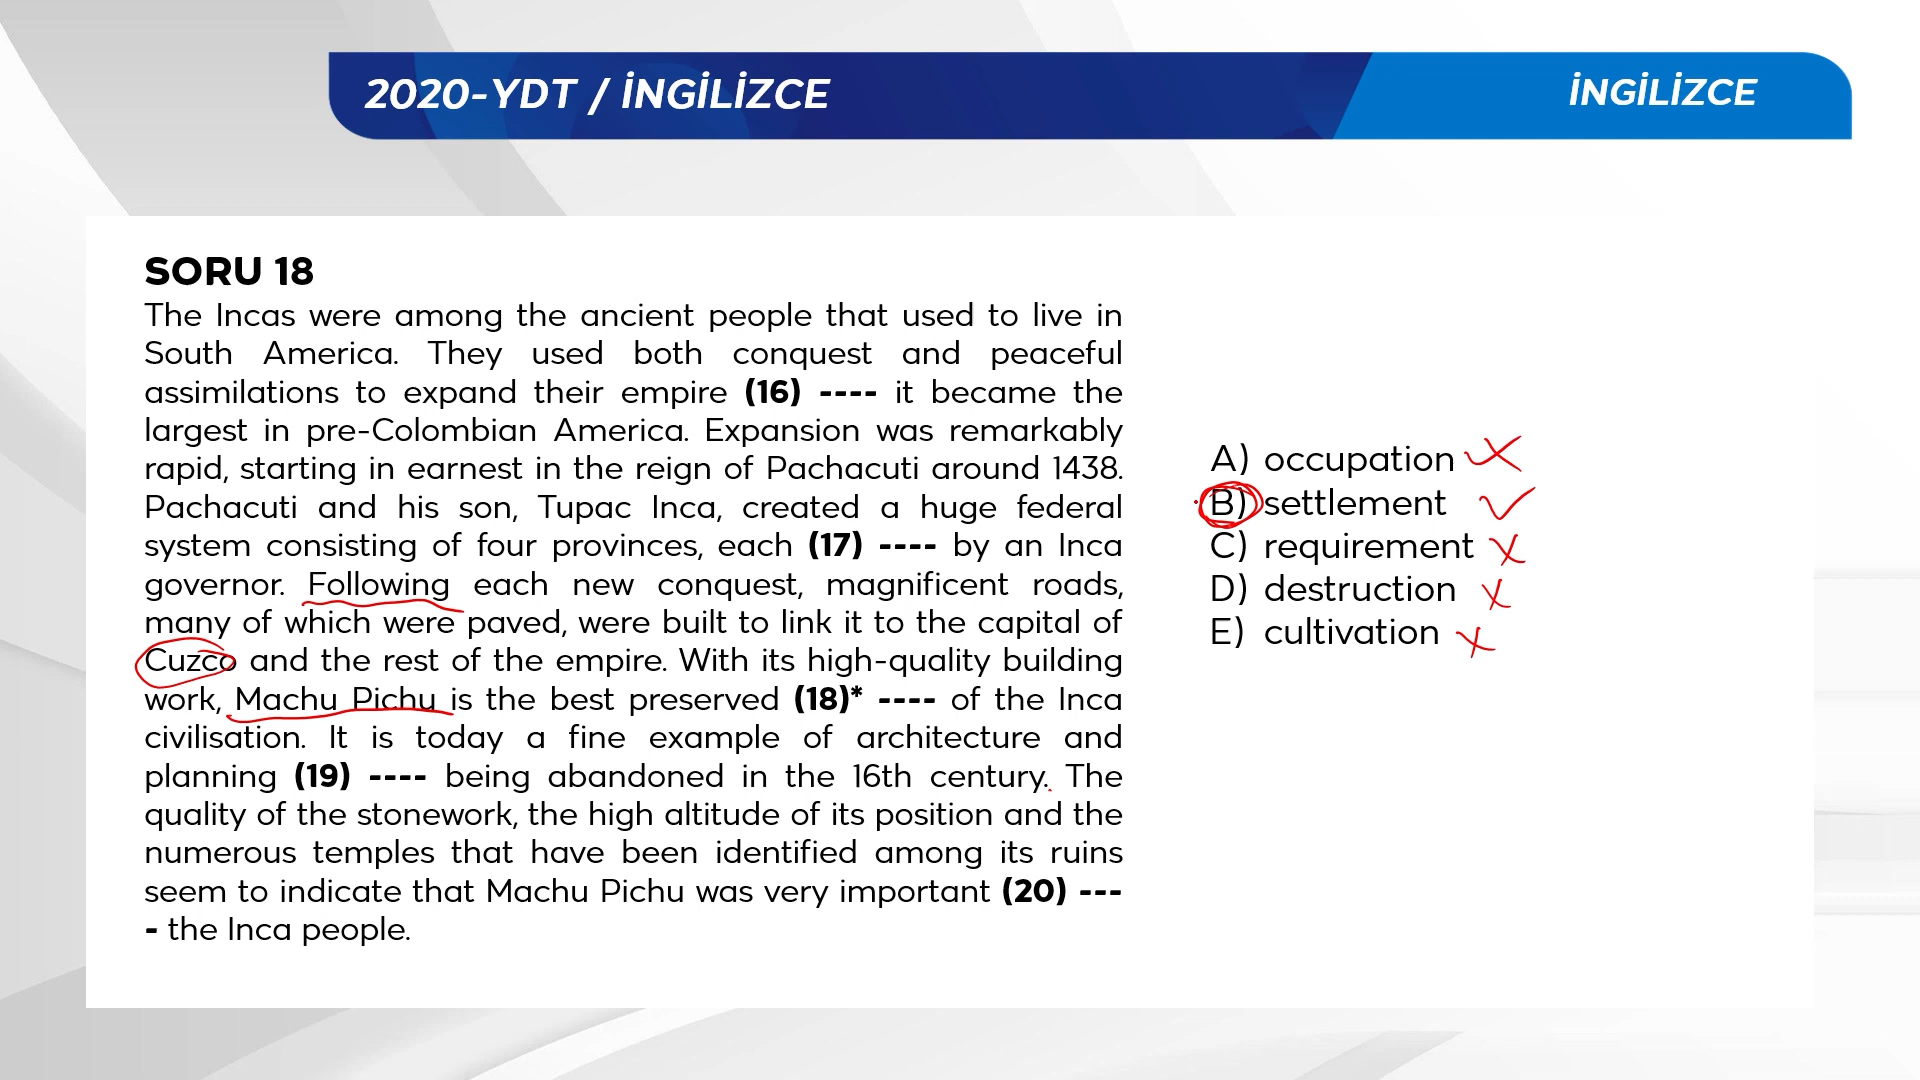 2020-YDT / İNGİLİZCE
İNGİLİZCE
SORU 18
The Incas were among the ancient people that used to live in
South America. They used both conquest and peaceful
assimilations to expand their empire (16) ---- it became the
largest in pre-Colombian America. Expansion was remarkably
rapid, starting in earnest in the reign of Pachacuti around 1438.
Pachacuti and his son, Tupac Inca, created a huge federal
system consisting of four provinces, each (17) ---- by an Inca
governor. Following each new conquest, magnificent roads,
many of which were paved, were built to link it to the capital of
Cuzco and the rest of the empire. With its high-quality building
work, Machu Pichu is the best preserved (18)* ---- of the Inca
civilisation. It is today a fine example of architecture and
planning (19) ---- being abandoned in the 16th century. The
quality of the stonework, the high altitude of its position and the
numerous temples that have been identified among its ruins
seem to indicate that Machu Pichu was very important (20) ---
- the Inca people.
A) occupation
B) settlement
C) requirement
D) destruction
E) cultivation